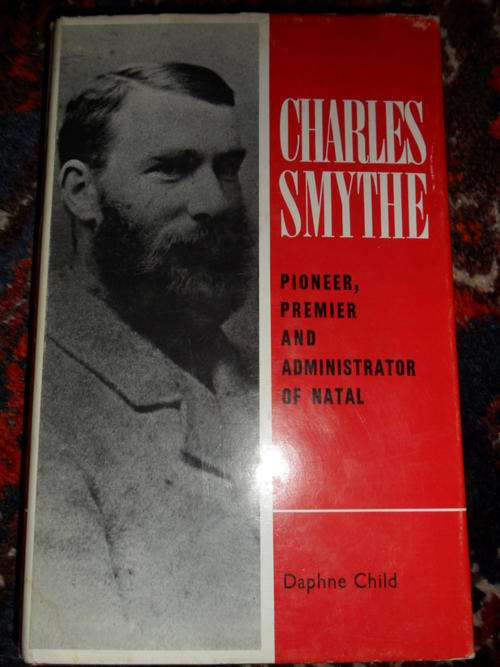 CHARLES
SMYTHE
PIONEER,
PREMIER
AND
ADMINISTRATOR
OF NATAL
Daphne Child